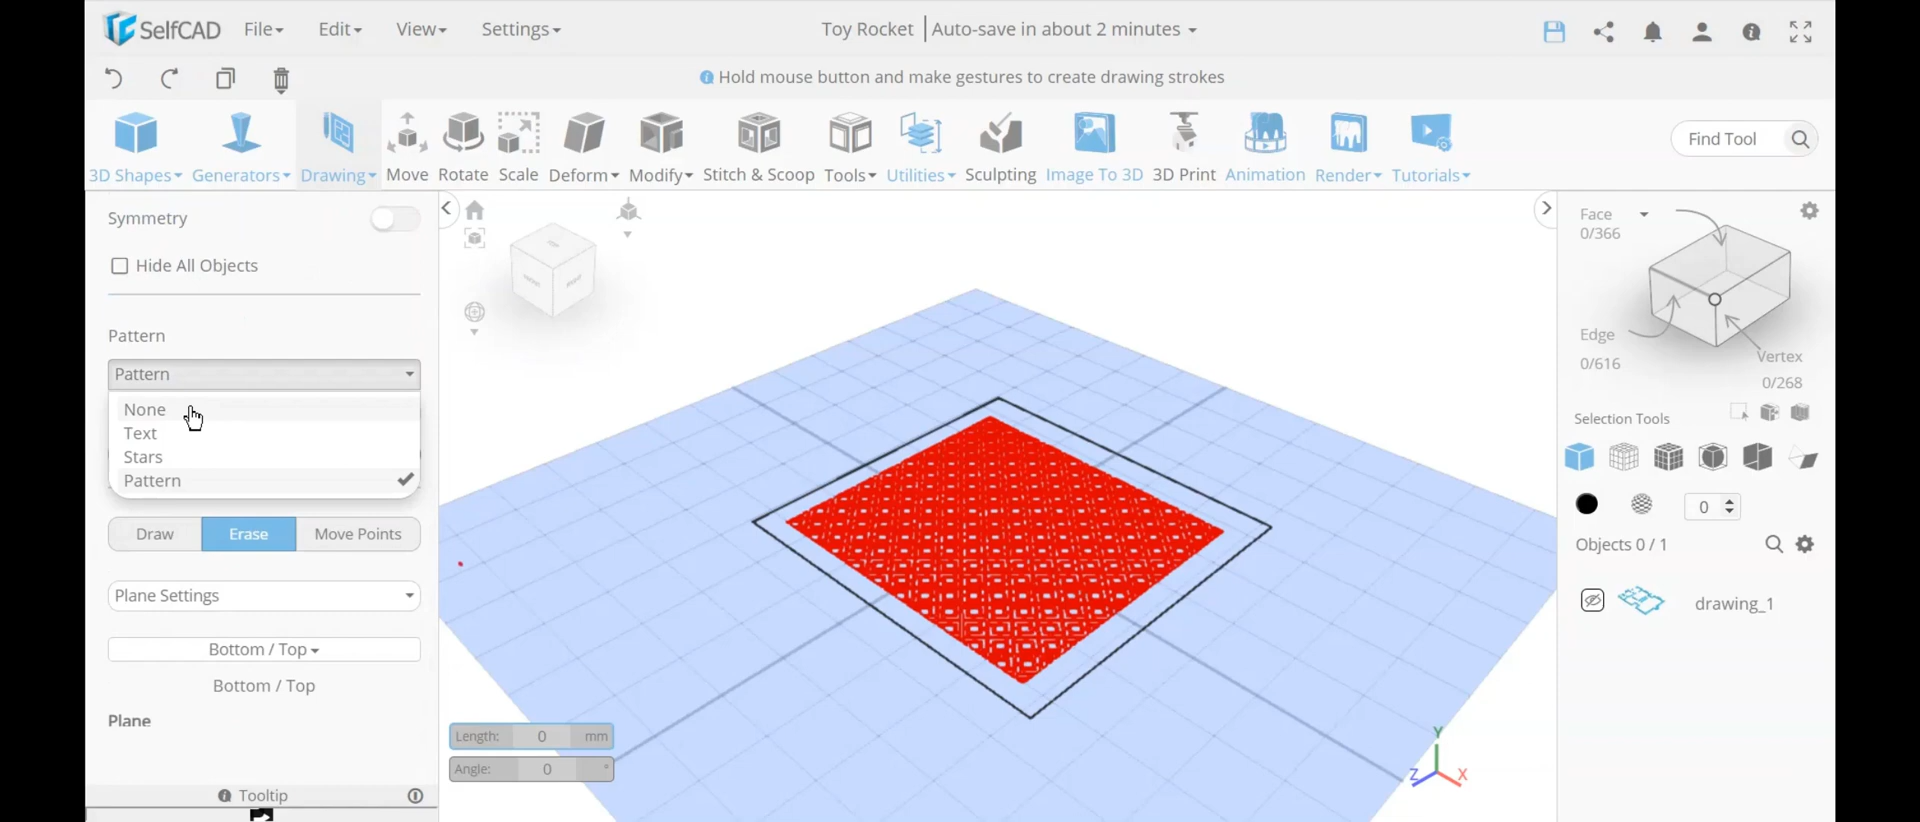 SelfCAD File Edit View Settings Toy Rocket Auto-save in about 2 minutes
Hold mouse button and make gestures to create drawing strokes
3D Shapes Generators Drawing Move Rotate Scale Deform Modify Stitch & Scoop Tools Utilities Sculpting Image To 3D 3D Print Animation Render Tutorials Find Tool
Symmetry
Hide All Objects
Pattern
Pattern
None
Text
Stars
Pattern
Draw Erase Move Points
Plane Settings
Bottom / Top
Bottom / Top
Plane
Tooltip
TOP
FRONT
RIGHT
Length: 0 mm
Angle: 0 °
Y
Z
X
Face
0/366
Edge
0/616
Vertex
0/268
Selection Tools
0
Objects 0 / 1
drawing_1